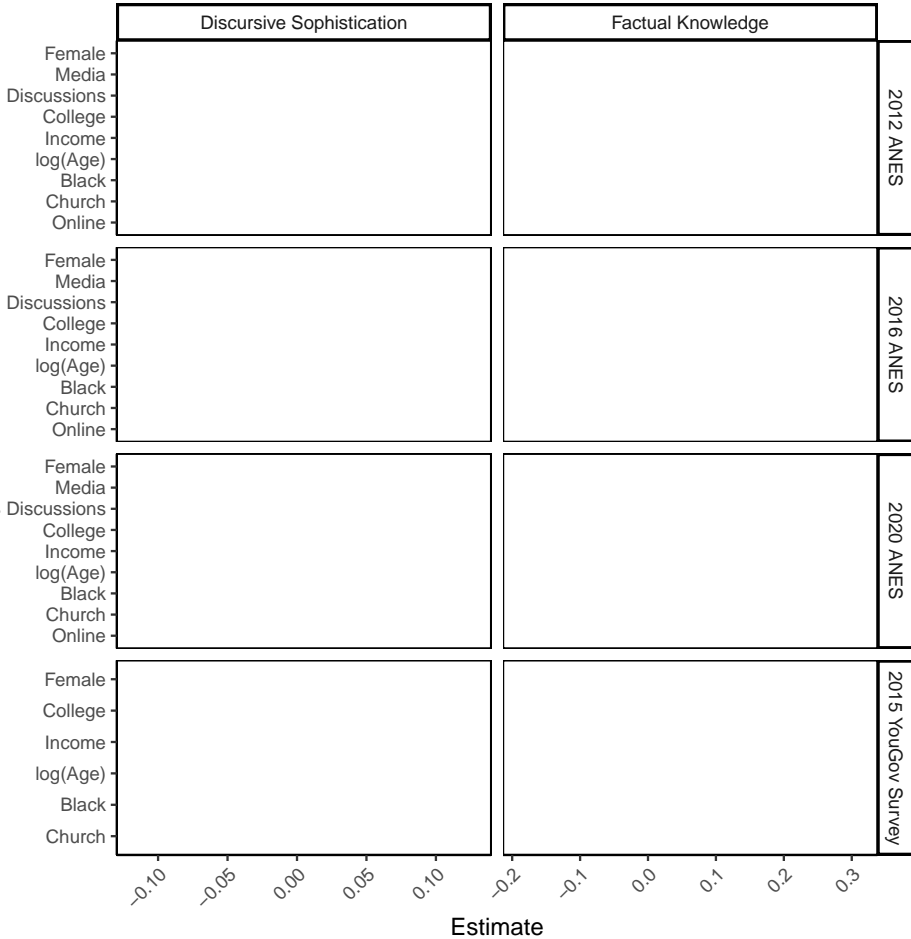 Discursive Sophistication
Factual Knowledge
Female
Media
Discussions
College
Income
log(Age)
Black
Church
Online
2012 ANES
Female
Media
Discussions
College
Income
log(Age)
Black
Church
Online
2016 ANES
Female
Media
Discussions
College
Income
log(Age)
Black
Church
Online
2020 ANES
Female
College
Income
log(Age)
Black
Church
2015 YouGov Survey
−0.10 −0.05 0.00 0.05 0.10
−0.2 −0.1 0.0 0.1 0.2 0.3
Estimate